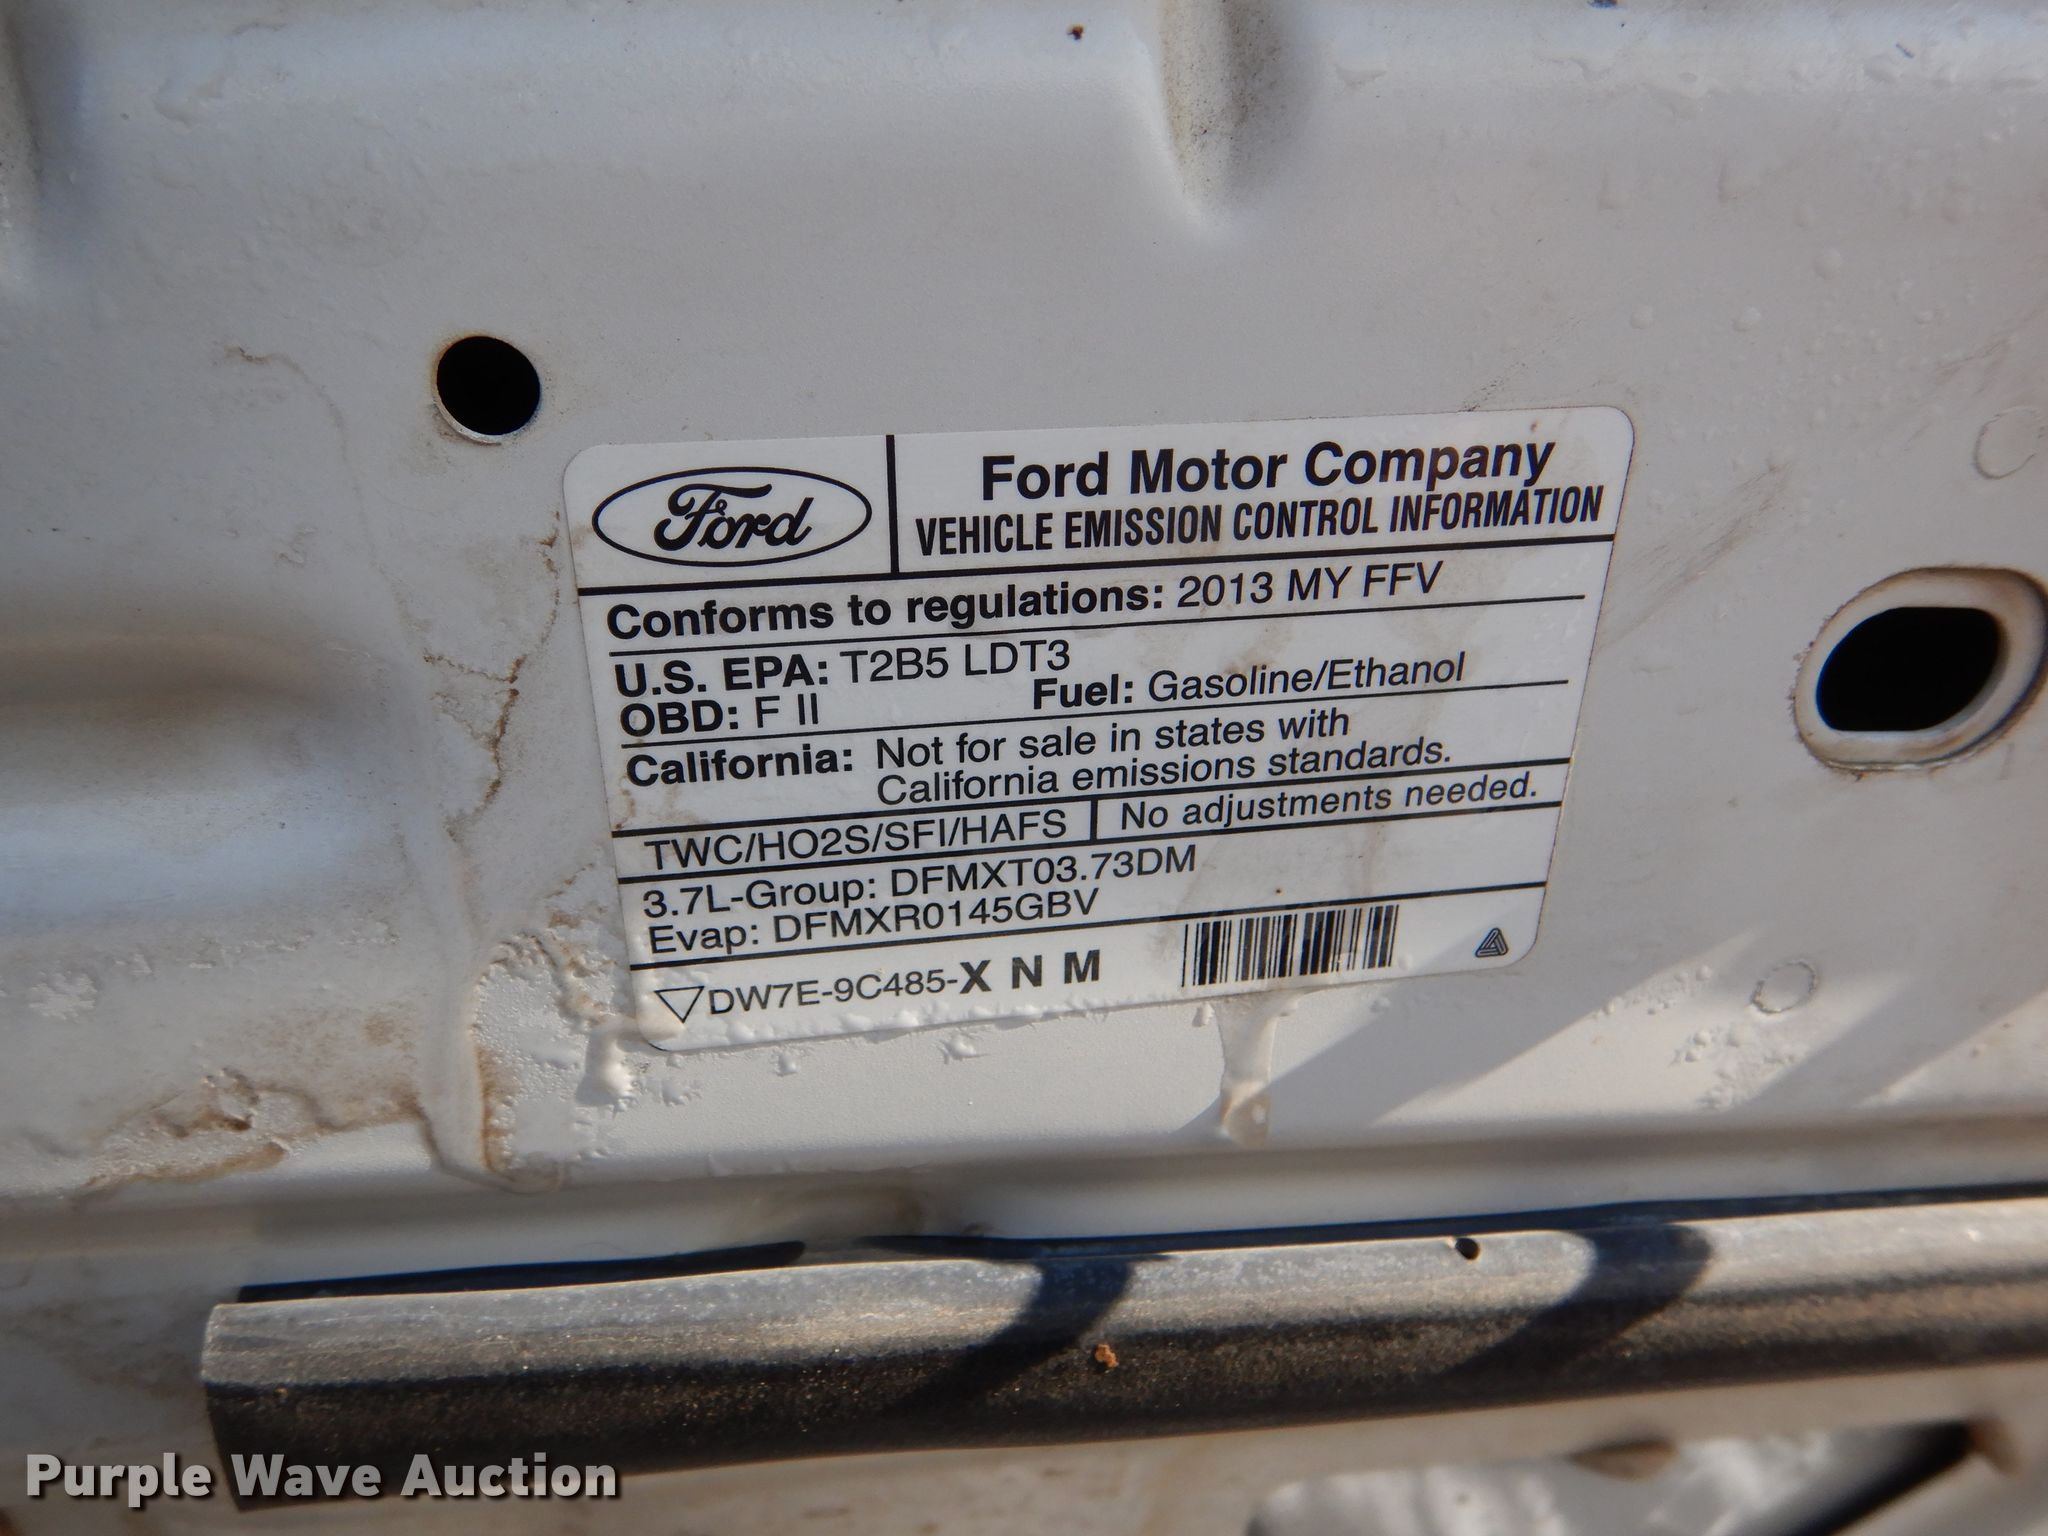 Ford
Ford Motor Company
VEHICLE EMISSION CONTROL INFORMATION
Conforms to regulations: 2013 MY FFV
U.S. EPA: T2B5 LDT3
OBD: F II Fuel: Gasoline/Ethanol
California: Not for sale in states with
California emissions standards.
TWC/HO2S/SFI/HAFS No adjustments needed.
3.7L-Group: DFMXT03.73DM
Evap: DFMXR0145GBV
DW7E-9C485-X N M
Purple Wave Auction